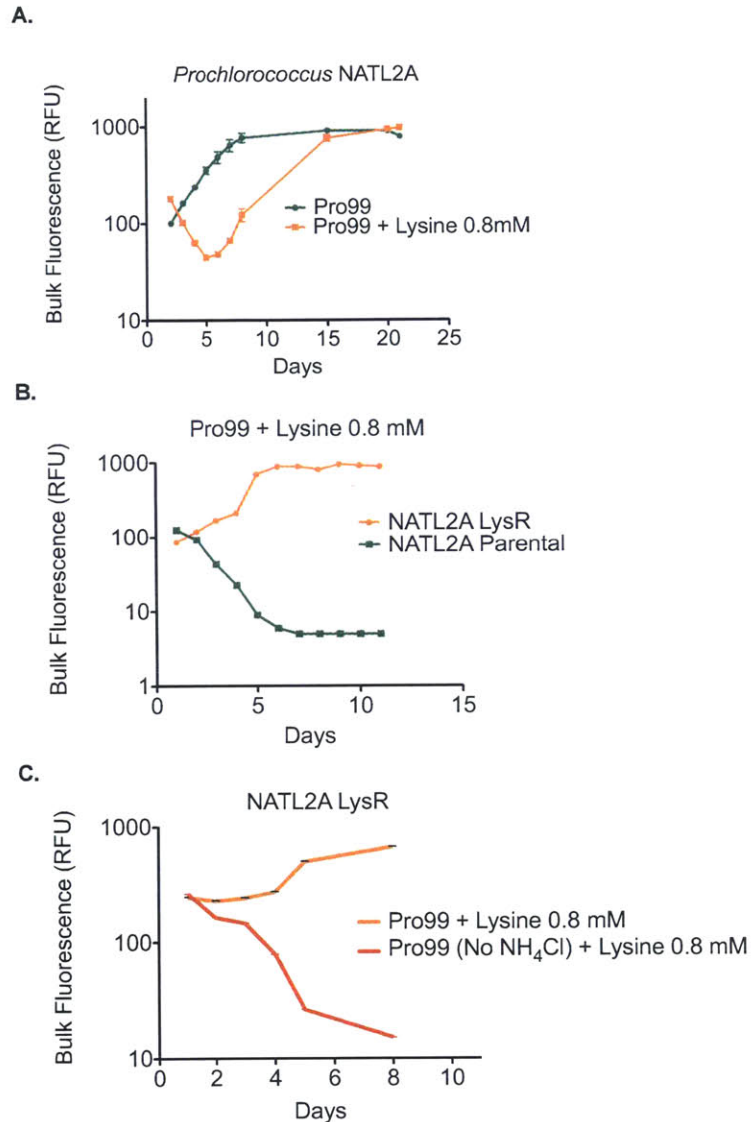 A.
Prochlorococcus NATL2A
Bulk Fluorescence (RFU)
1000
100
10
Pro99
Pro99 + Lysine 0.8mM
0 5 10 15 20 25
Days
B.
Pro99 + Lysine 0.8 mM
Bulk Fluorescence (RFU)
1000
100
10
1
NATL2A LysR
NATL2A Parental
0 5 10 15
Days
C.
NATL2A LysR
Bulk Fluorescence (RFU)
1000
100
10
Pro99 + Lysine 0.8 mM
Pro99 (No NH₄Cl) + Lysine 0.8 mM
0 2 4 6 8 10
Days